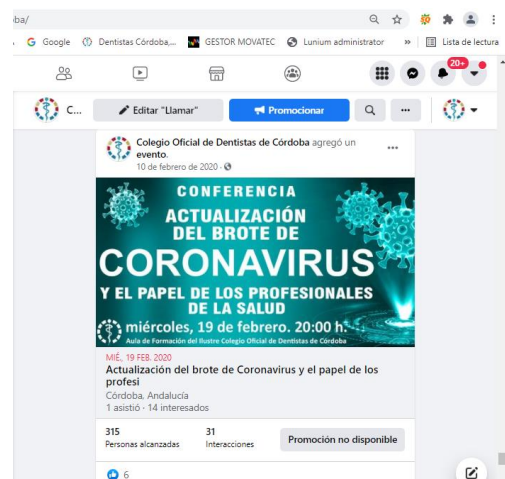 oba/
Google Dentistas Córdoba,... GESTOR MOVATEC Lunium administrator » Lista de lectura
20+
C... Editar "Llamar" Promocionar ...
Colegio Oficial de Dentistas de Córdoba agregó un
evento.
10 de febrero de 2020 ·
CONFERENCIA
ACTUALIZACIÓN
DEL BROTE DE
CORONAVIRUS
Y EL PAPEL DE LOS PROFESIONALES
DE LA SALUD
miércoles, 19 de febrero. 20:00 h.
Aula de Formación del Ilustre Colegio Oficial de Dentistas de Córdoba
MIÉ., 19 FEB. 2020
Actualización del brote de Coronavirus y el papel de los
profesi
Córdoba, Andalucía
1 asistió · 14 interesados
315 31
Personas alcanzadas Interacciones Promoción no disponible
6